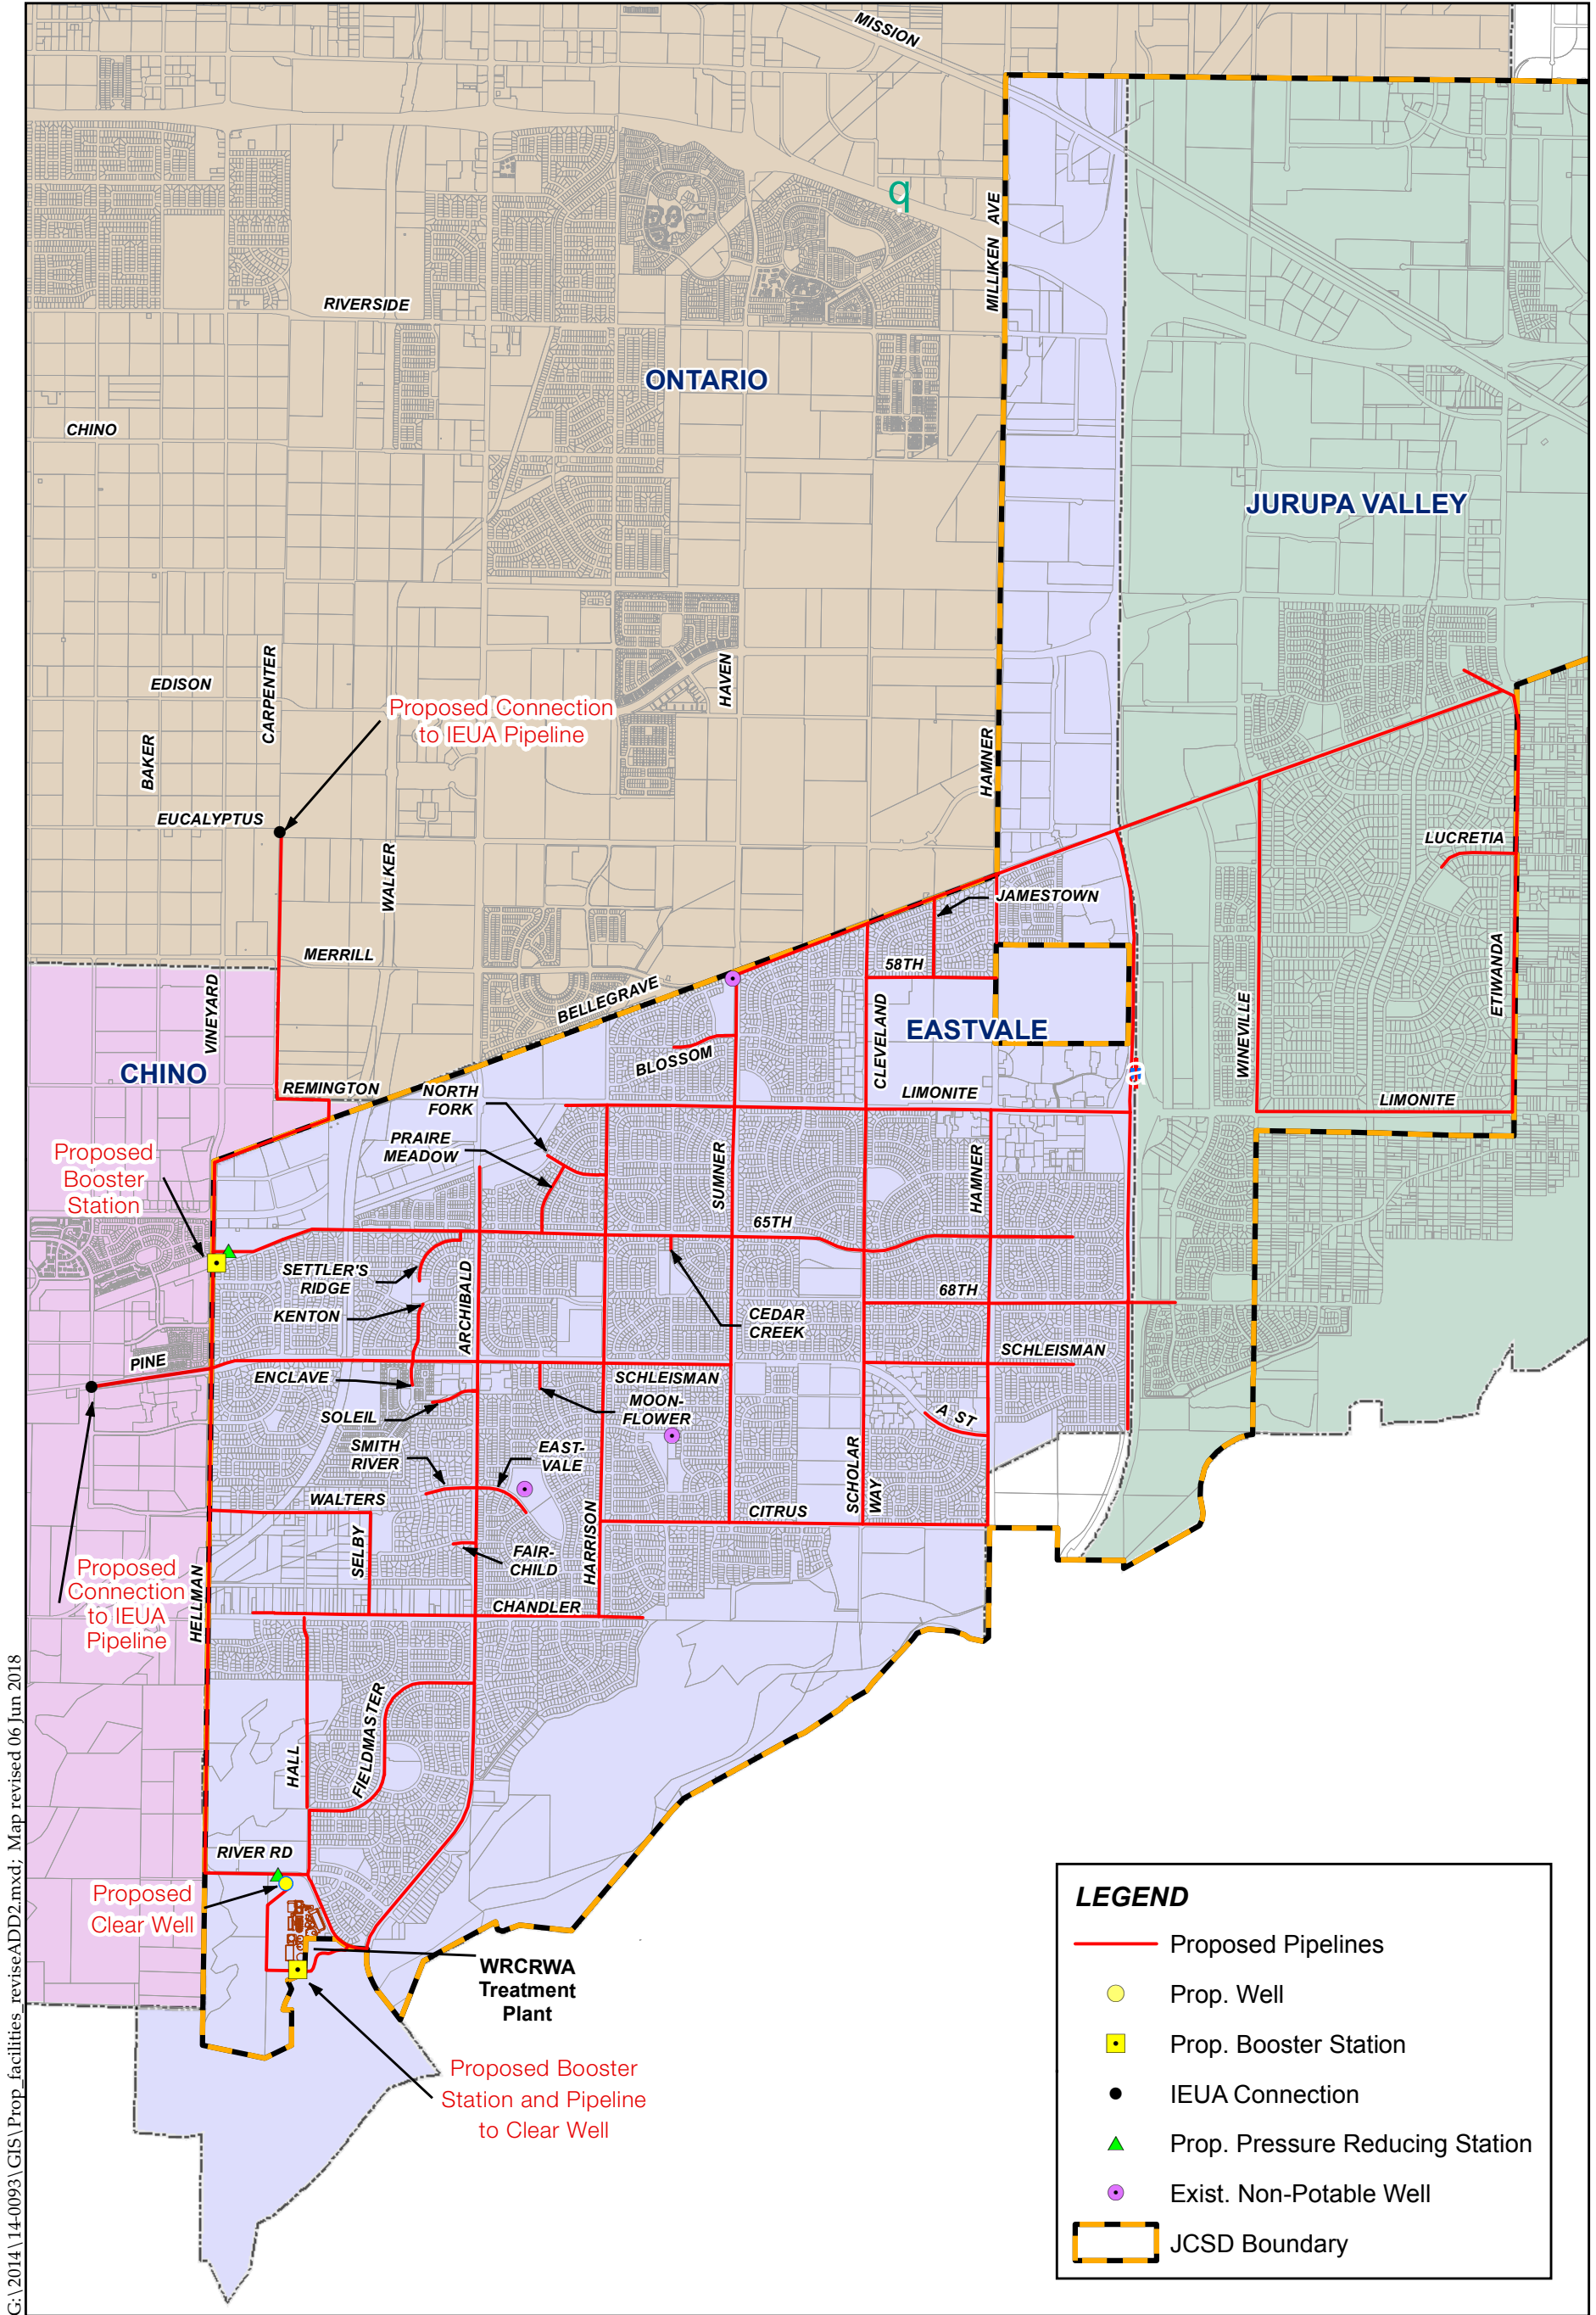 MISSION
q
MILLIKEN AVE
RIVERSIDE
ONTARIO
CHINO
JURUPA VALLEY
CARPENTER
HAVEN
EDISON
Proposed Connection
to IEUA Pipeline
BAKER
HAMNER
EUCALYPTUS
LUCRETIA
WALKER
JAMESTOWN
MERRILL
58TH
ETIWANDA
VINEYARD
BELLEGRAVE
CLEVELAND
EASTVALE
WINEVILLE
CHINO
BLOSSOM
REMINGTON
NORTH
FORK
LIMONITE
LIMONITE
PRAIRE
MEADOW
Proposed
Booster
Station
SUMNER
HAMNER
65TH
SETTLER'S
RIDGE
ARCHIBALD
68TH
KENTON
CEDAR
CREEK
PINE
SCHLEISMAN
ENCLAVE
SCHLEISMAN
SOLEIL
MOON-
FLOWER
A ST
SMITH
RIVER
EAST-
VALE
SCHOLAR
WAY
WALTERS
CITRUS
SELBY
HARRISON
FAIR-
CHILD
Proposed
Connection
to IEUA
Pipeline
HELLMAN
CHANDLER
FIELDMASTER
HALL
RIVER RD
Proposed
Clear Well
WRCRWA
Treatment
Plant
Proposed Booster
Station and Pipeline
to Clear Well
LEGEND
Proposed Pipelines
Prop. Well
Prop. Booster Station
IEUA Connection
Prop. Pressure Reducing Station
Exist. Non-Potable Well
JCSD Boundary
G:\2014\14-0093\GIS\Prop_facilities_reviseADD2.mxd; Map revised 06 Jun 2018